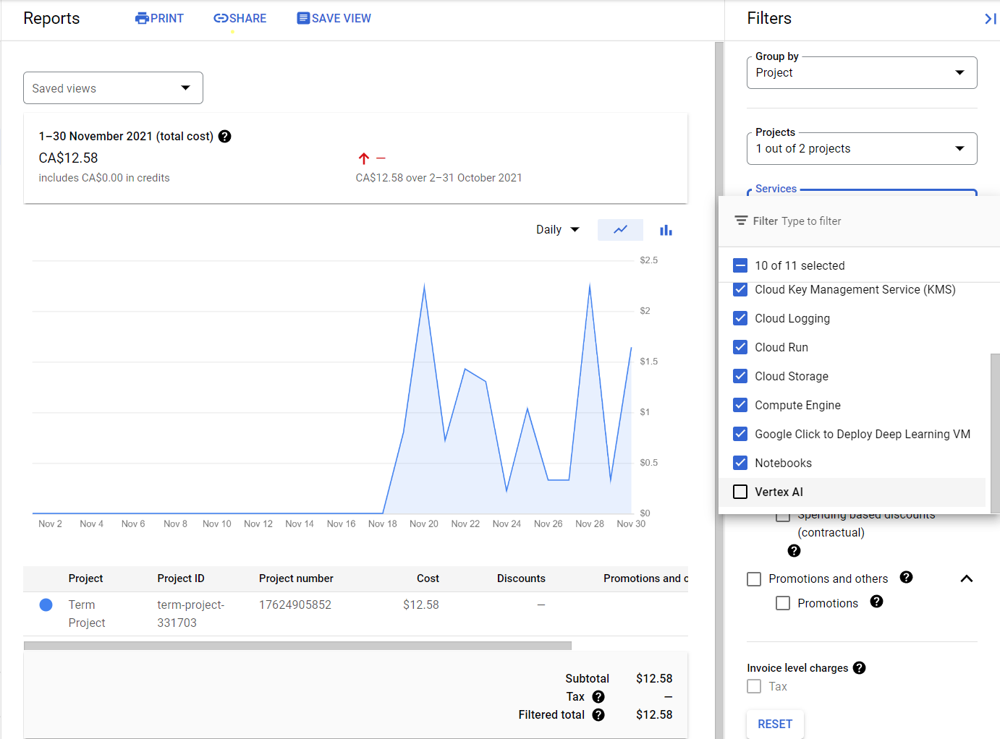 Reports
PRINT
SHARE
SAVE VIEW
Filters
Saved views
Group by
Project
Projects
1 out of 2 projects
Services
1–30 November 2021 (total cost)
CA$12.58
includes CA$0.00 in credits
–
CA$12.58 over 2–31 October 2021
Daily
$2.5
$2
$1.5
$1
$0.5
$0
Nov 2 Nov 4 Nov 6 Nov 8 Nov 10 Nov 12 Nov 14 Nov 16 Nov 18 Nov 20 Nov 22 Nov 24 Nov 26 Nov 28 Nov 30
Filter Type to filter
10 of 11 selected
Cloud Key Management Service (KMS)
Cloud Logging
Cloud Run
Cloud Storage
Compute Engine
Google Click to Deploy Deep Learning VM
Notebooks
Vertex AI
Spending based discounts
(contractual)
Promotions and others
Promotions
Invoice level charges
Tax
RESET
Project Project ID Project number Cost Discounts Promotions and o
Term term-project- 17624905852 $12.58 —
Project 331703
Subtotal $12.58
Tax —
Filtered total $12.58